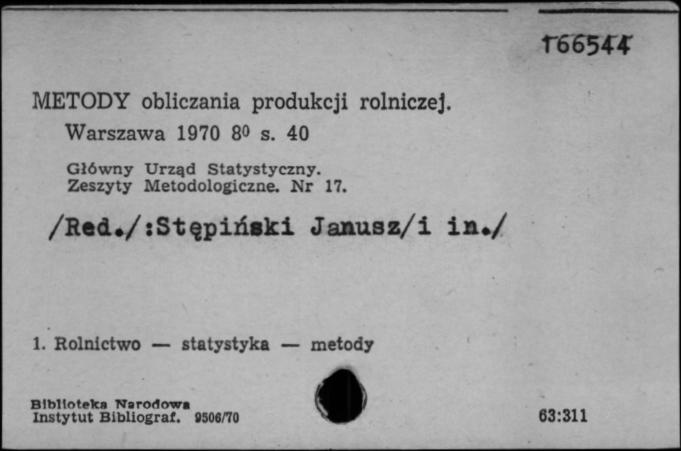 166544
METODY obliczania produkcji rolniczej.
Warszawa 1970 8⁰ s. 40
Główny Urząd Statystyczny.
Zeszyty Metodologiczne. Nr 17.
/Red./:Stępiński Janusz/i in./
1. Rolnictwo — statystyka — metody
Biblioteka Narodowa
Instytut Bibliograf. 9506/70
63:311